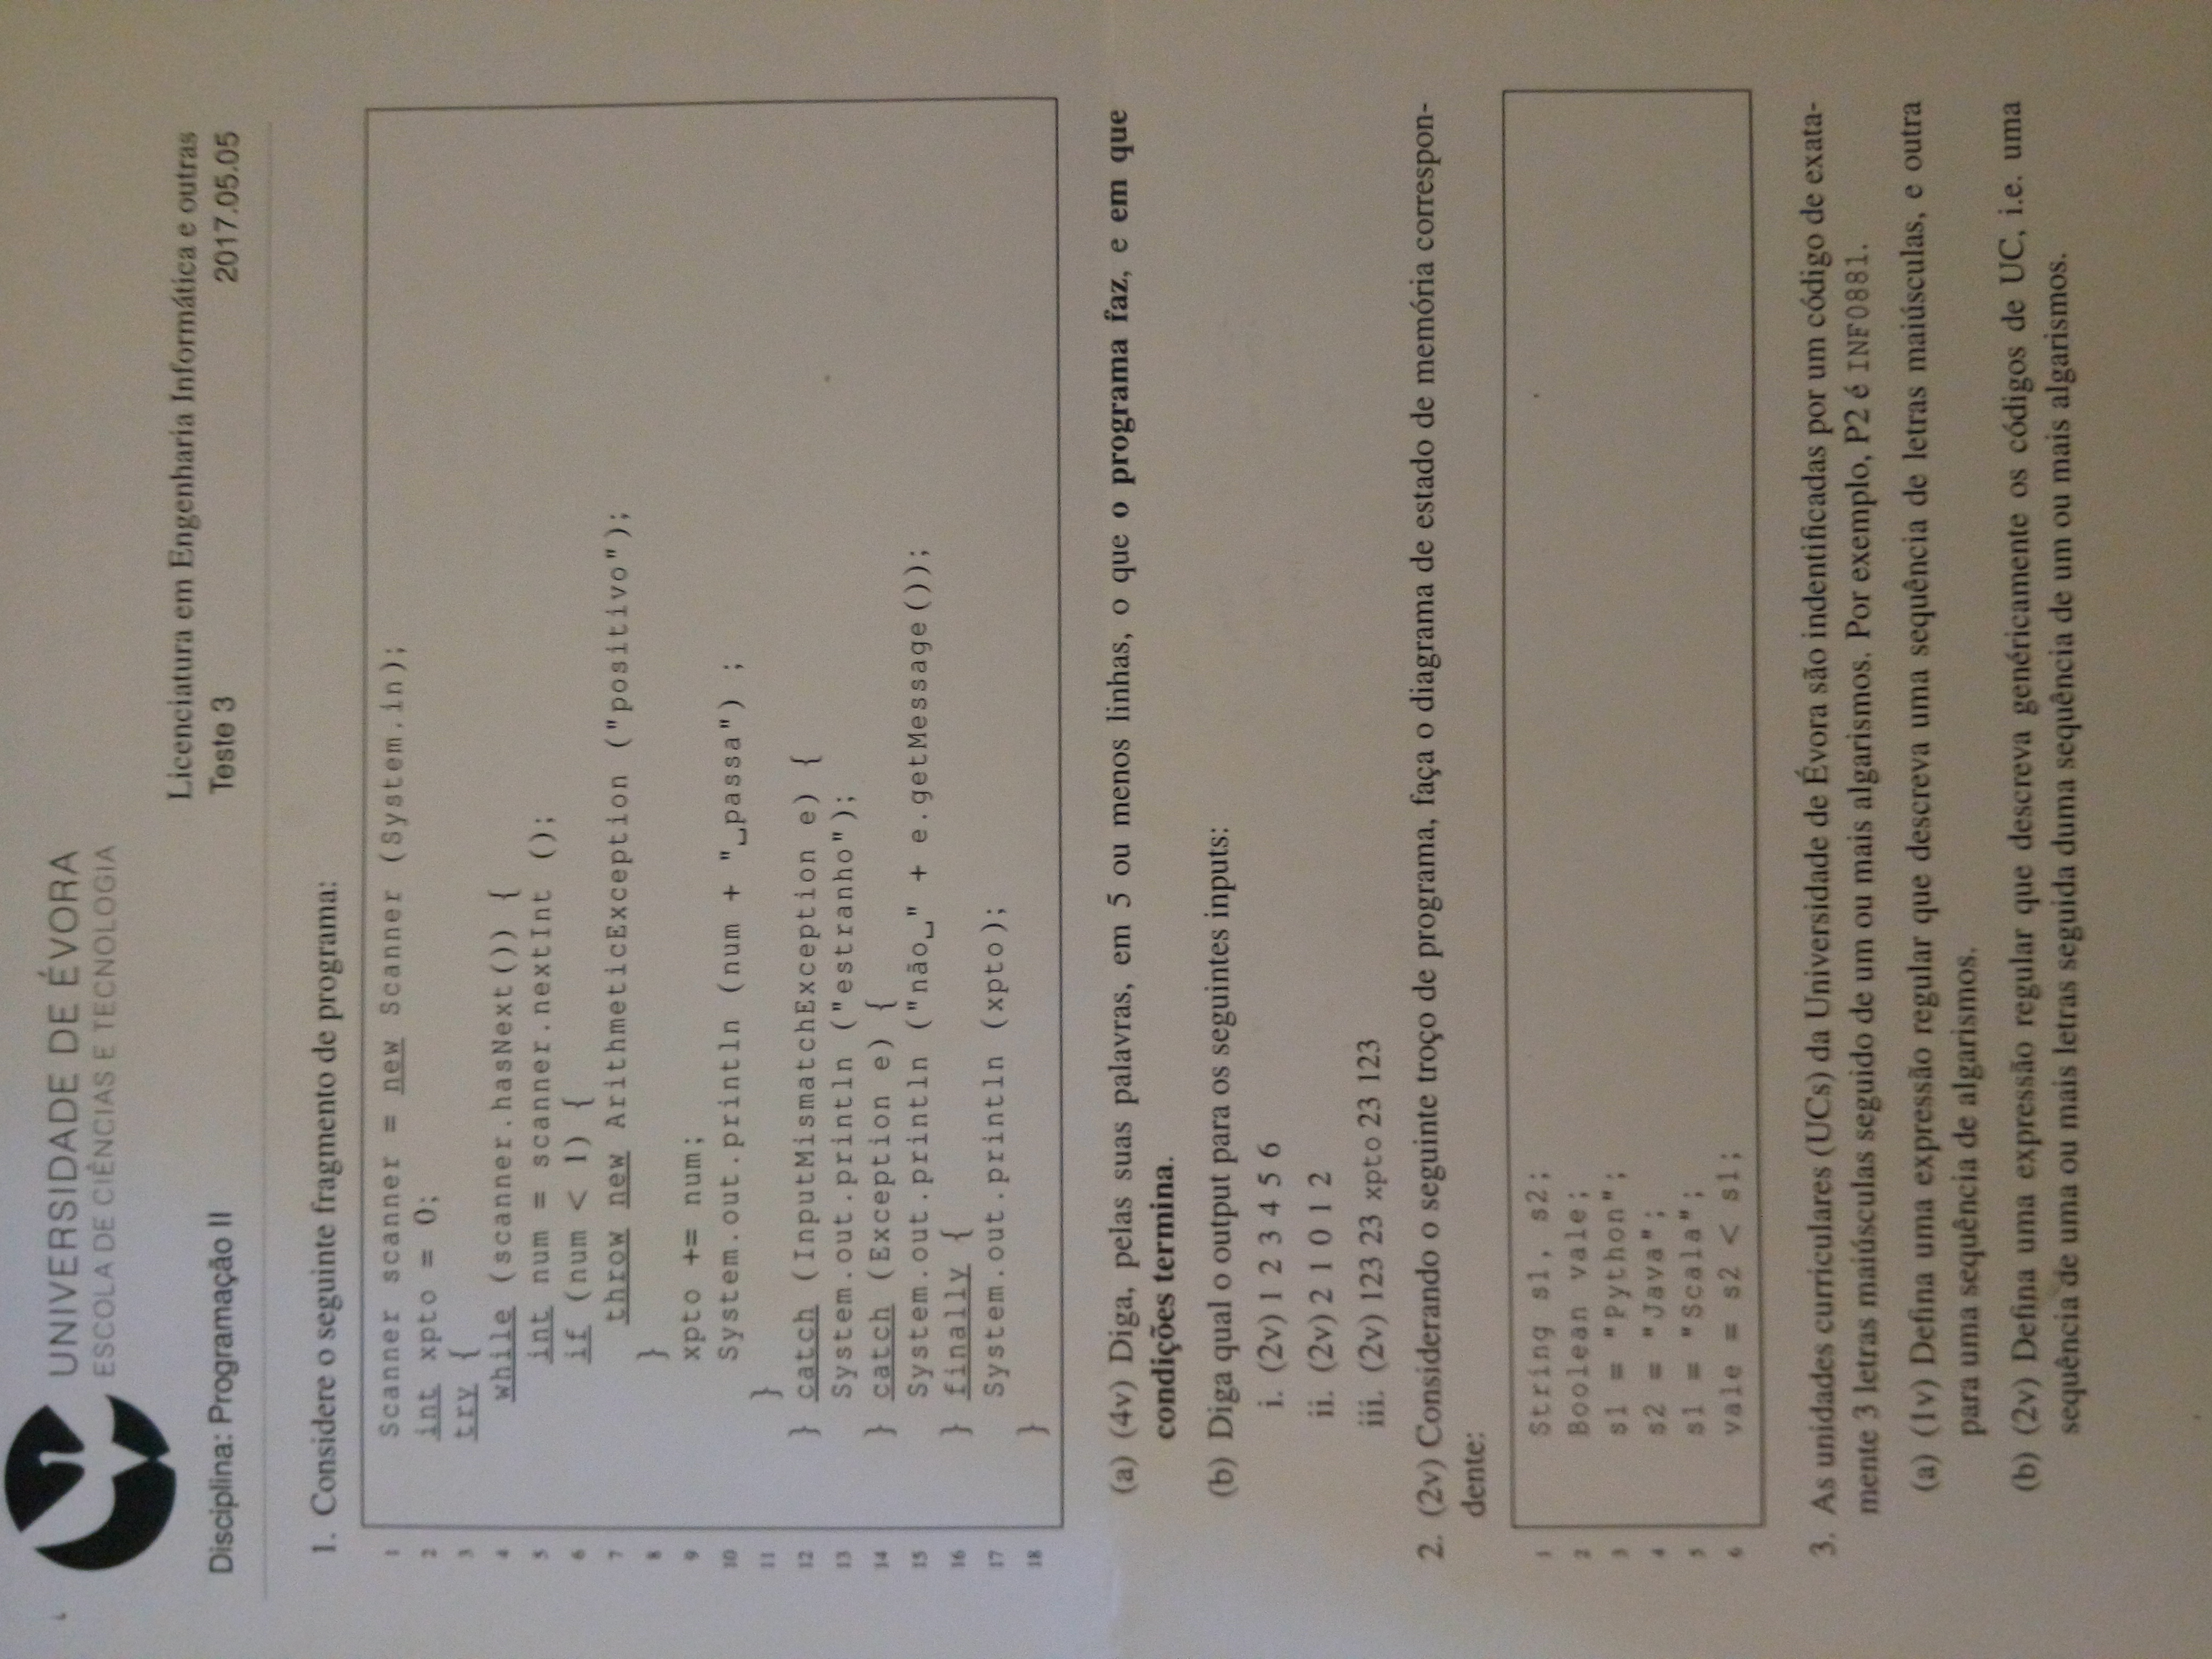 UNIVERSIDADE DE ÉVORA
ESCOLA DE CIÊNCIAS E TECNOLOGIA
Licenciatura em Engenharia Informática e outras
Disciplina: Programação II Teste 3 2017.05.05
1. Considere o seguinte fragmento de programa:
1 Scanner scanner = new Scanner (System.in);
2 int xpto = 0;
3 try {
4 while (scanner.hasNext()) {
5 int num = scanner.nextInt ();
6 if (num < 1) {
7 throw new ArithmeticException ("positivo");
8 }
9 xpto += num;
10 System.out.println (num + "␣passa") ;
11 }
12 } catch (InputMismatchException e) {
13 System.out.println ("estranho");
14 } catch (Exception e) {
15 System.out.println ("não␣" + e.getMessage());
16 } finally {
17 System.out.println (xpto);
18 }
(a) (4v) Diga, pelas suas palavras, em 5 ou menos linhas, o que o programa faz, e em que
condições termina.
(b) Diga qual o output para os seguintes inputs:
i. (2v) 1 2 3 4 5 6
ii. (2v) 2 1 0 1 2
iii. (2v) 123 23 xpto 23 123
2. (2v) Considerando o seguinte troço de programa, faça o diagrama de estado de memória correspon-
dente:
1 String s1, s2;
2 Boolean vale;
3 s1 = "Python";
4 s2 = "Java";
5 s1 = "Scala";
6 vale = s2 < s1;
3. As unidades curriculares (UCs) da Universidade de Évora são indentificadas por um código de exata-
mente 3 letras maiúsculas seguido de um ou mais algarismos. Por exemplo, P2 é INF0881.
(a) (1v) Defina uma expressão regular que descreva uma sequência de letras maiúsculas, e outra
para uma sequência de algarismos.
(b) (2v) Defina uma expressão regular que descreva genéricamente os códigos de UC, i.e. uma
sequência de uma ou mais letras seguida duma sequência de um ou mais algarismos.